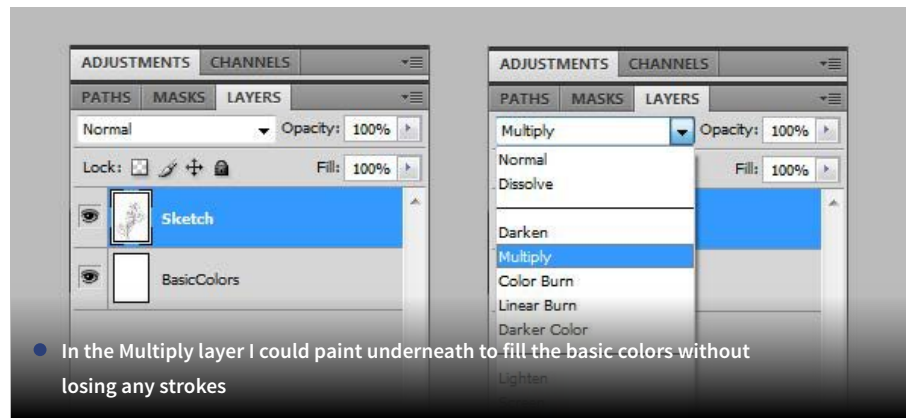 ADJUSTMENTS CHANNELS
PATHS MASKS LAYERS
Normal Opacity: 100%
Lock: Fill: 100%
Sketch
BasicColors
ADJUSTMENTS CHANNELS
PATHS MASKS LAYERS
Multiply Opacity: 100%
Normal
Fill: 100%
Dissolve
Darken
Multiply
Color Burn
Linear Burn
Darker Color
Lighten
In the Multiply layer I could paint underneath to fill the basic colors without
losing any strokes